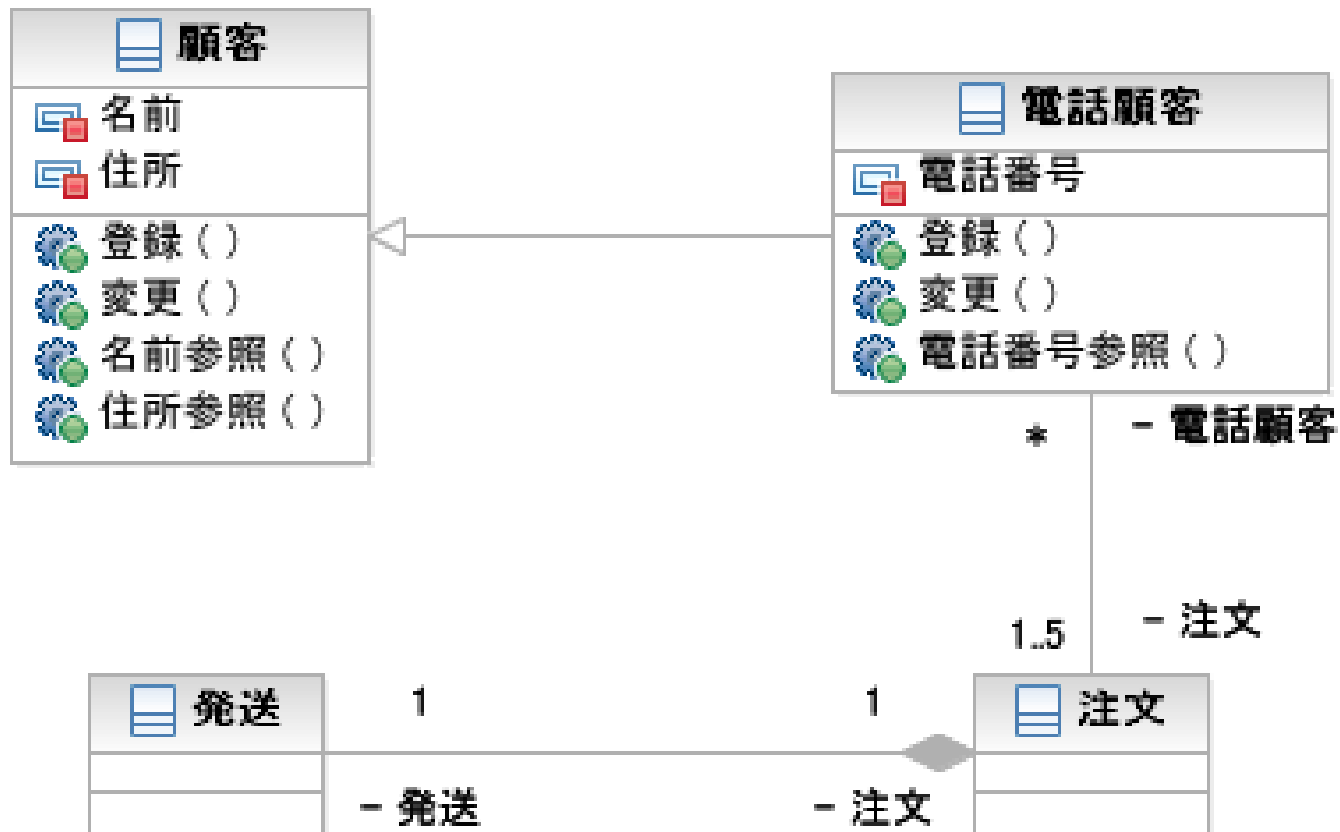 顧客
名前
住所
登録 ( )
変更 ( )
名前参照 ( )
住所参照 ( )
電話顧客
電話番号
登録 ( )
変更 ( )
電話番号参照 ( )
* - 電話顧客
1..5 - 注文
発送
1 1
注文
- 発送 - 注文